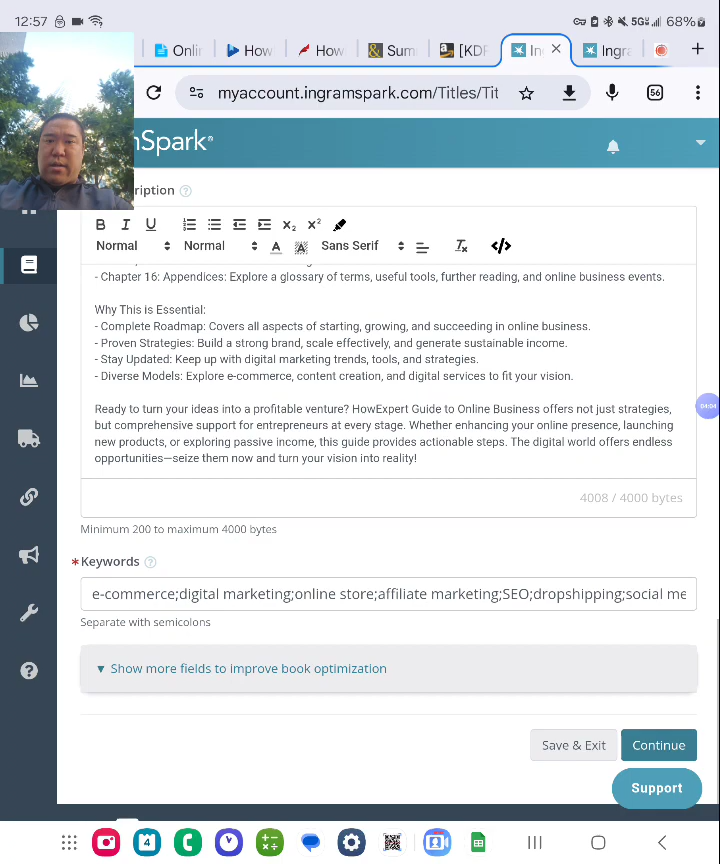 12:57 5G 68%
Onli How How Sum [KDP In Ingra
myaccount.ingramspark.com/Titles/Tit 56
nSpark®
ription
B I U X₂ X²
Normal Normal A A Sans Serif </>
- Chapter 16: Appendices: Explore a glossary of terms, useful tools, further reading, and online business events.
Why This is Essential:
- Complete Roadmap: Covers all aspects of starting, growing, and succeeding in online business.
- Proven Strategies: Build a strong brand, scale effectively, and generate sustainable income.
- Stay Updated: Keep up with digital marketing trends, tools, and strategies.
- Diverse Models: Explore e-commerce, content creation, and digital services to fit your vision.
Ready to turn your ideas into a profitable venture? HowExpert Guide to Online Business offers not just strategies,
but comprehensive support for entrepreneurs at every stage. Whether enhancing your online presence, launching
new products, or exploring passive income, this guide provides actionable steps. The digital world offers endless
opportunities—seize them now and turn your vision into reality!
04:04
4008 / 4000 bytes
Minimum 200 to maximum 4000 bytes
*Keywords
e-commerce;digital marketing;online store;affiliate marketing;SEO;dropshipping;social me
Separate with semicolons
▼ Show more fields to improve book optimization
Save & Exit Continue
Support
4